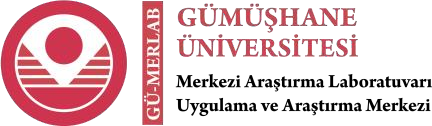 GÜ-MERLAB
GÜMÜŞHANE
ÜNİVERSİTESİ
Merkezi Araştırma Laboratuvarı
Uygulama ve Araştırma Merkezi